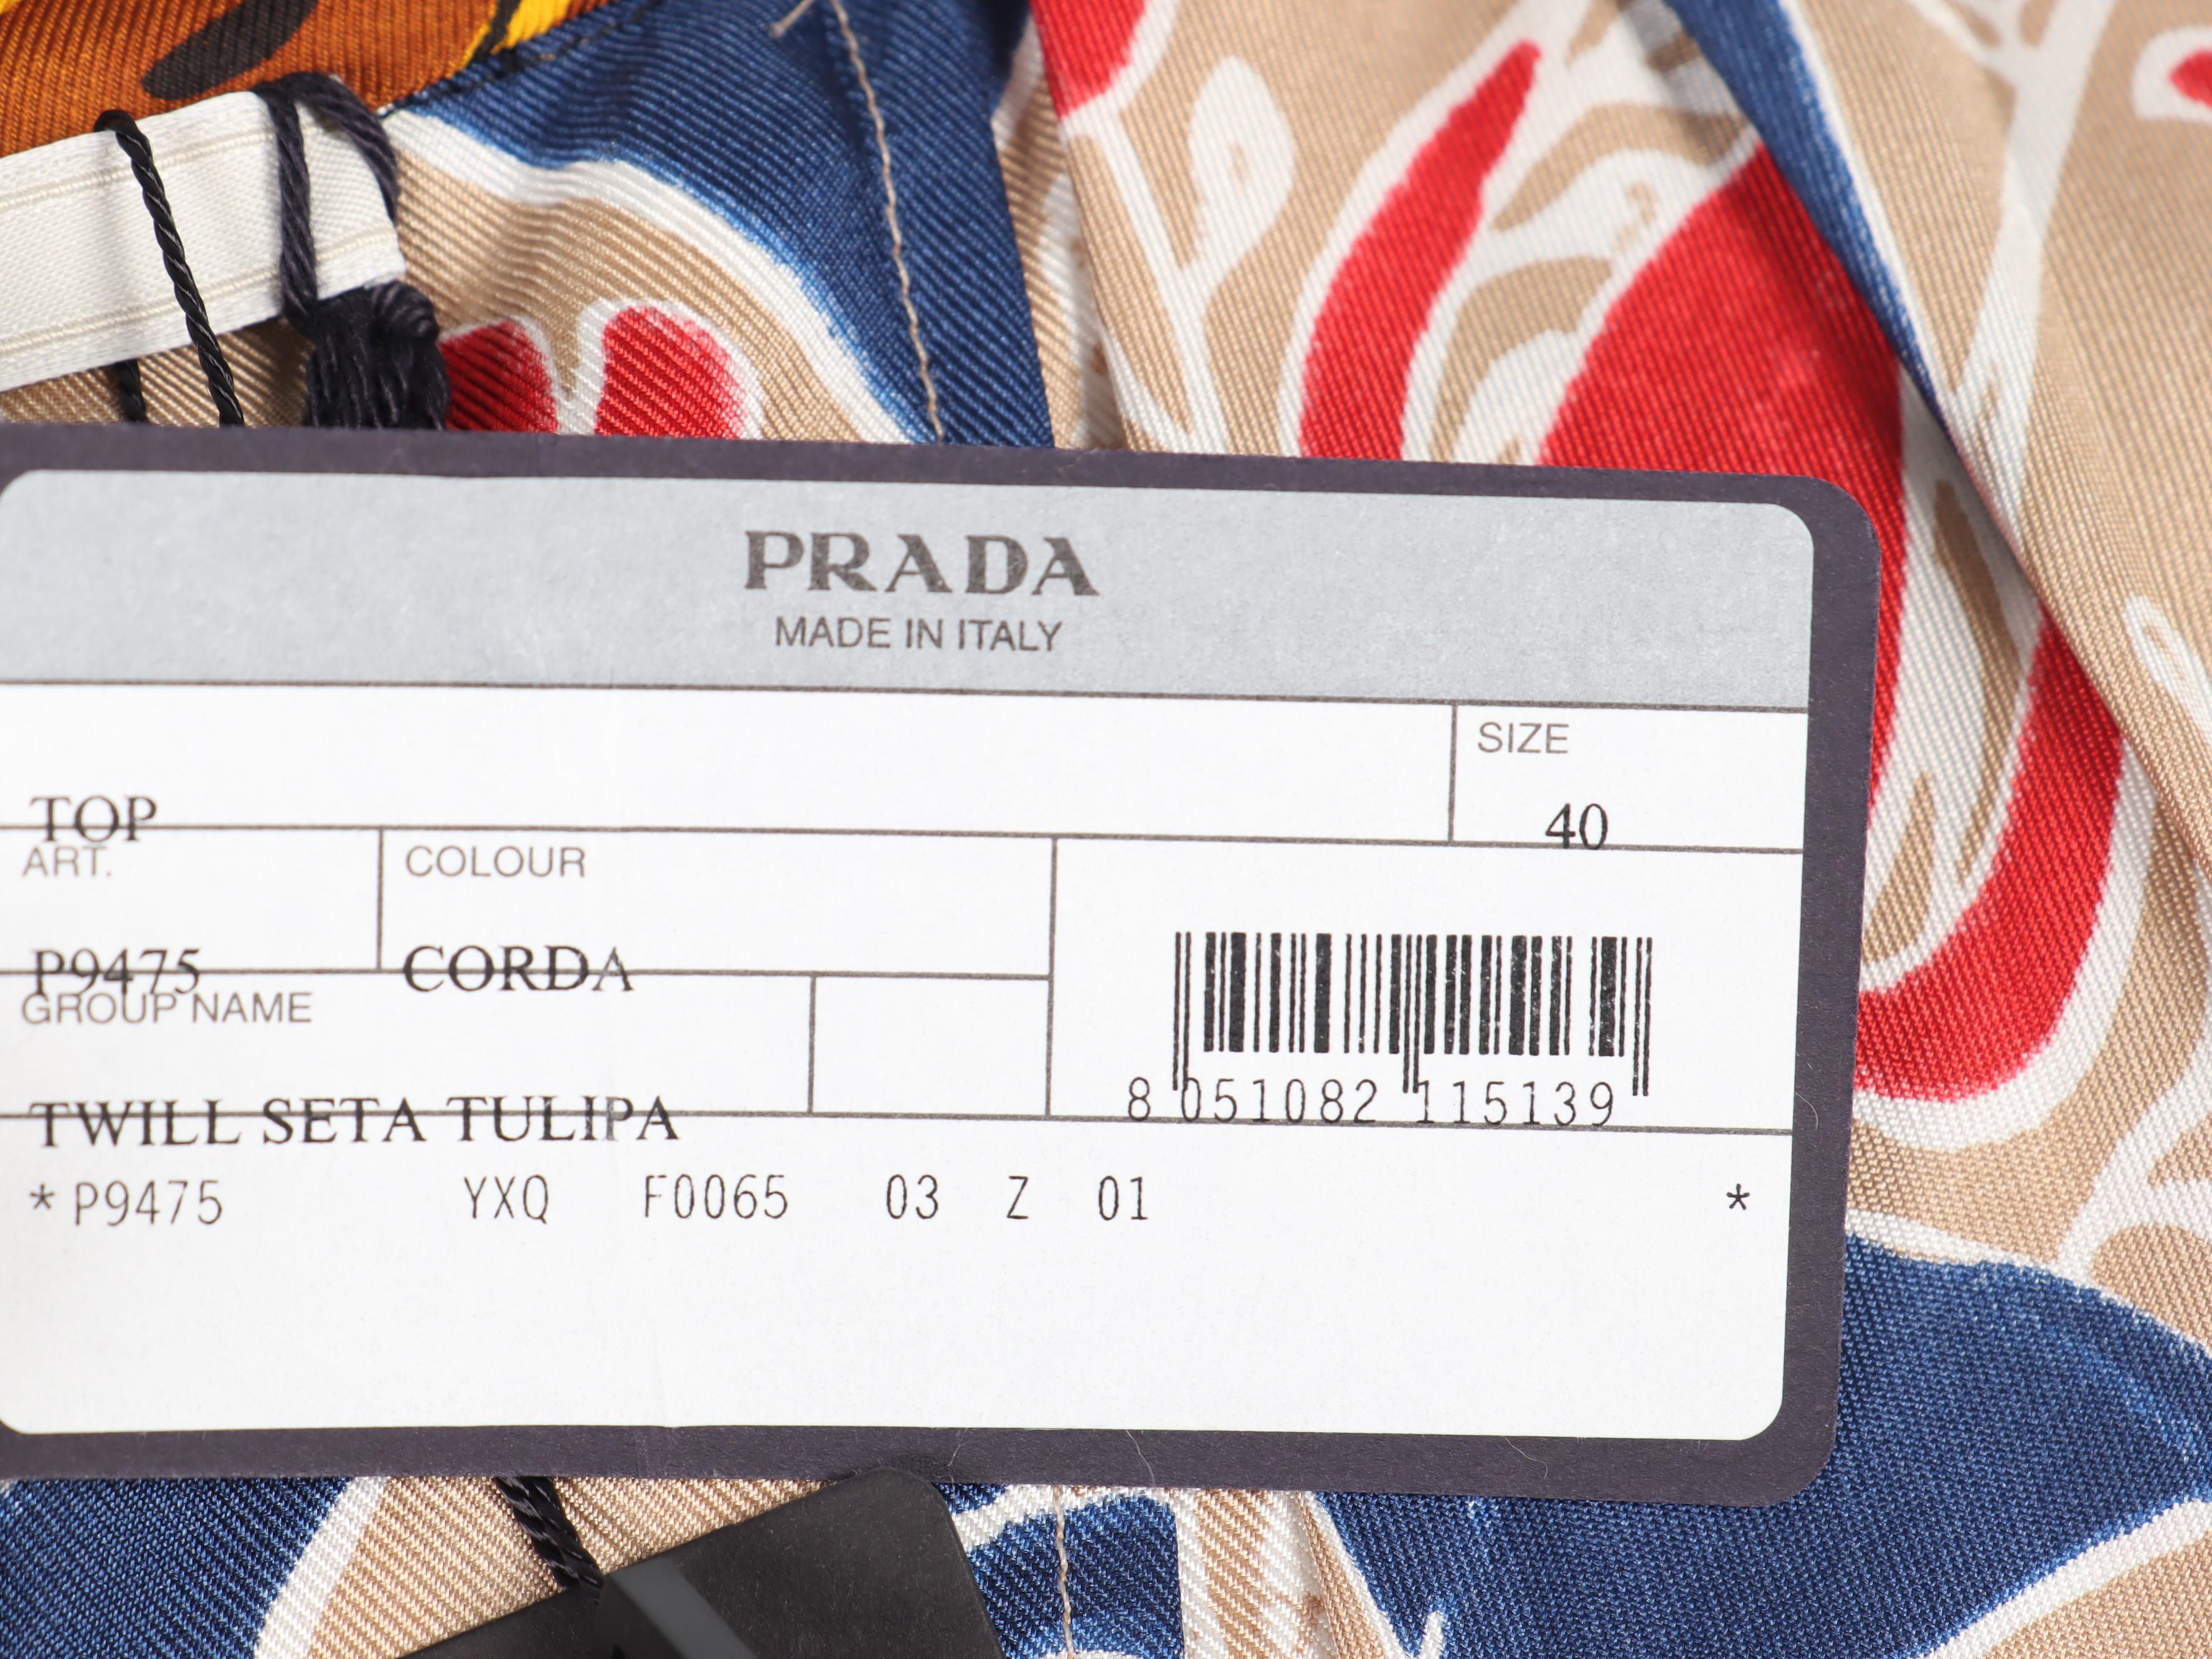 PRADA
MADE IN ITALY
SIZE
TOP
40
ART.
COLOUR
P9475
CORDA
GROUP NAME
8 051082 115139
TWILL SETA TULIPA
* P9475 YXQ F0065 03 Z 01 *